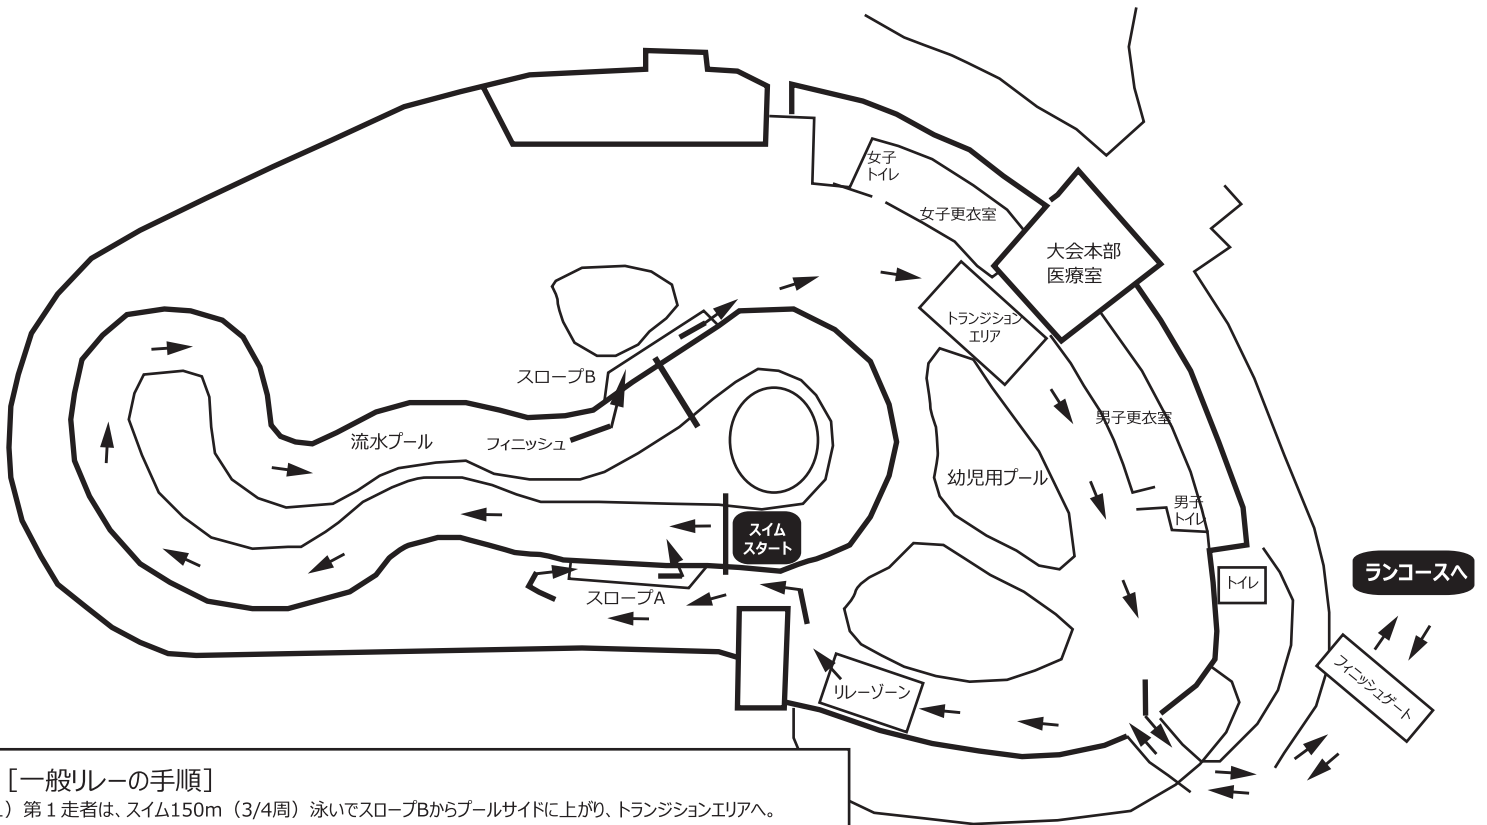 女子
トイレ
女子更衣室
大会本部
医療室
トランジション
エリア
スロープB
男子更衣室
流水プール
フィニッシュ
幼児用プール
男子
トイレ
スイム
スタート
スロープA
トイレ
ランコースへ
フィニッシュゲート
リレーゾーン
[一般リレーの手順]
) 第1走者は、スイム150m(3/4周)泳いでスロープBからプールサイドに上がり、トランジションエリアへ。